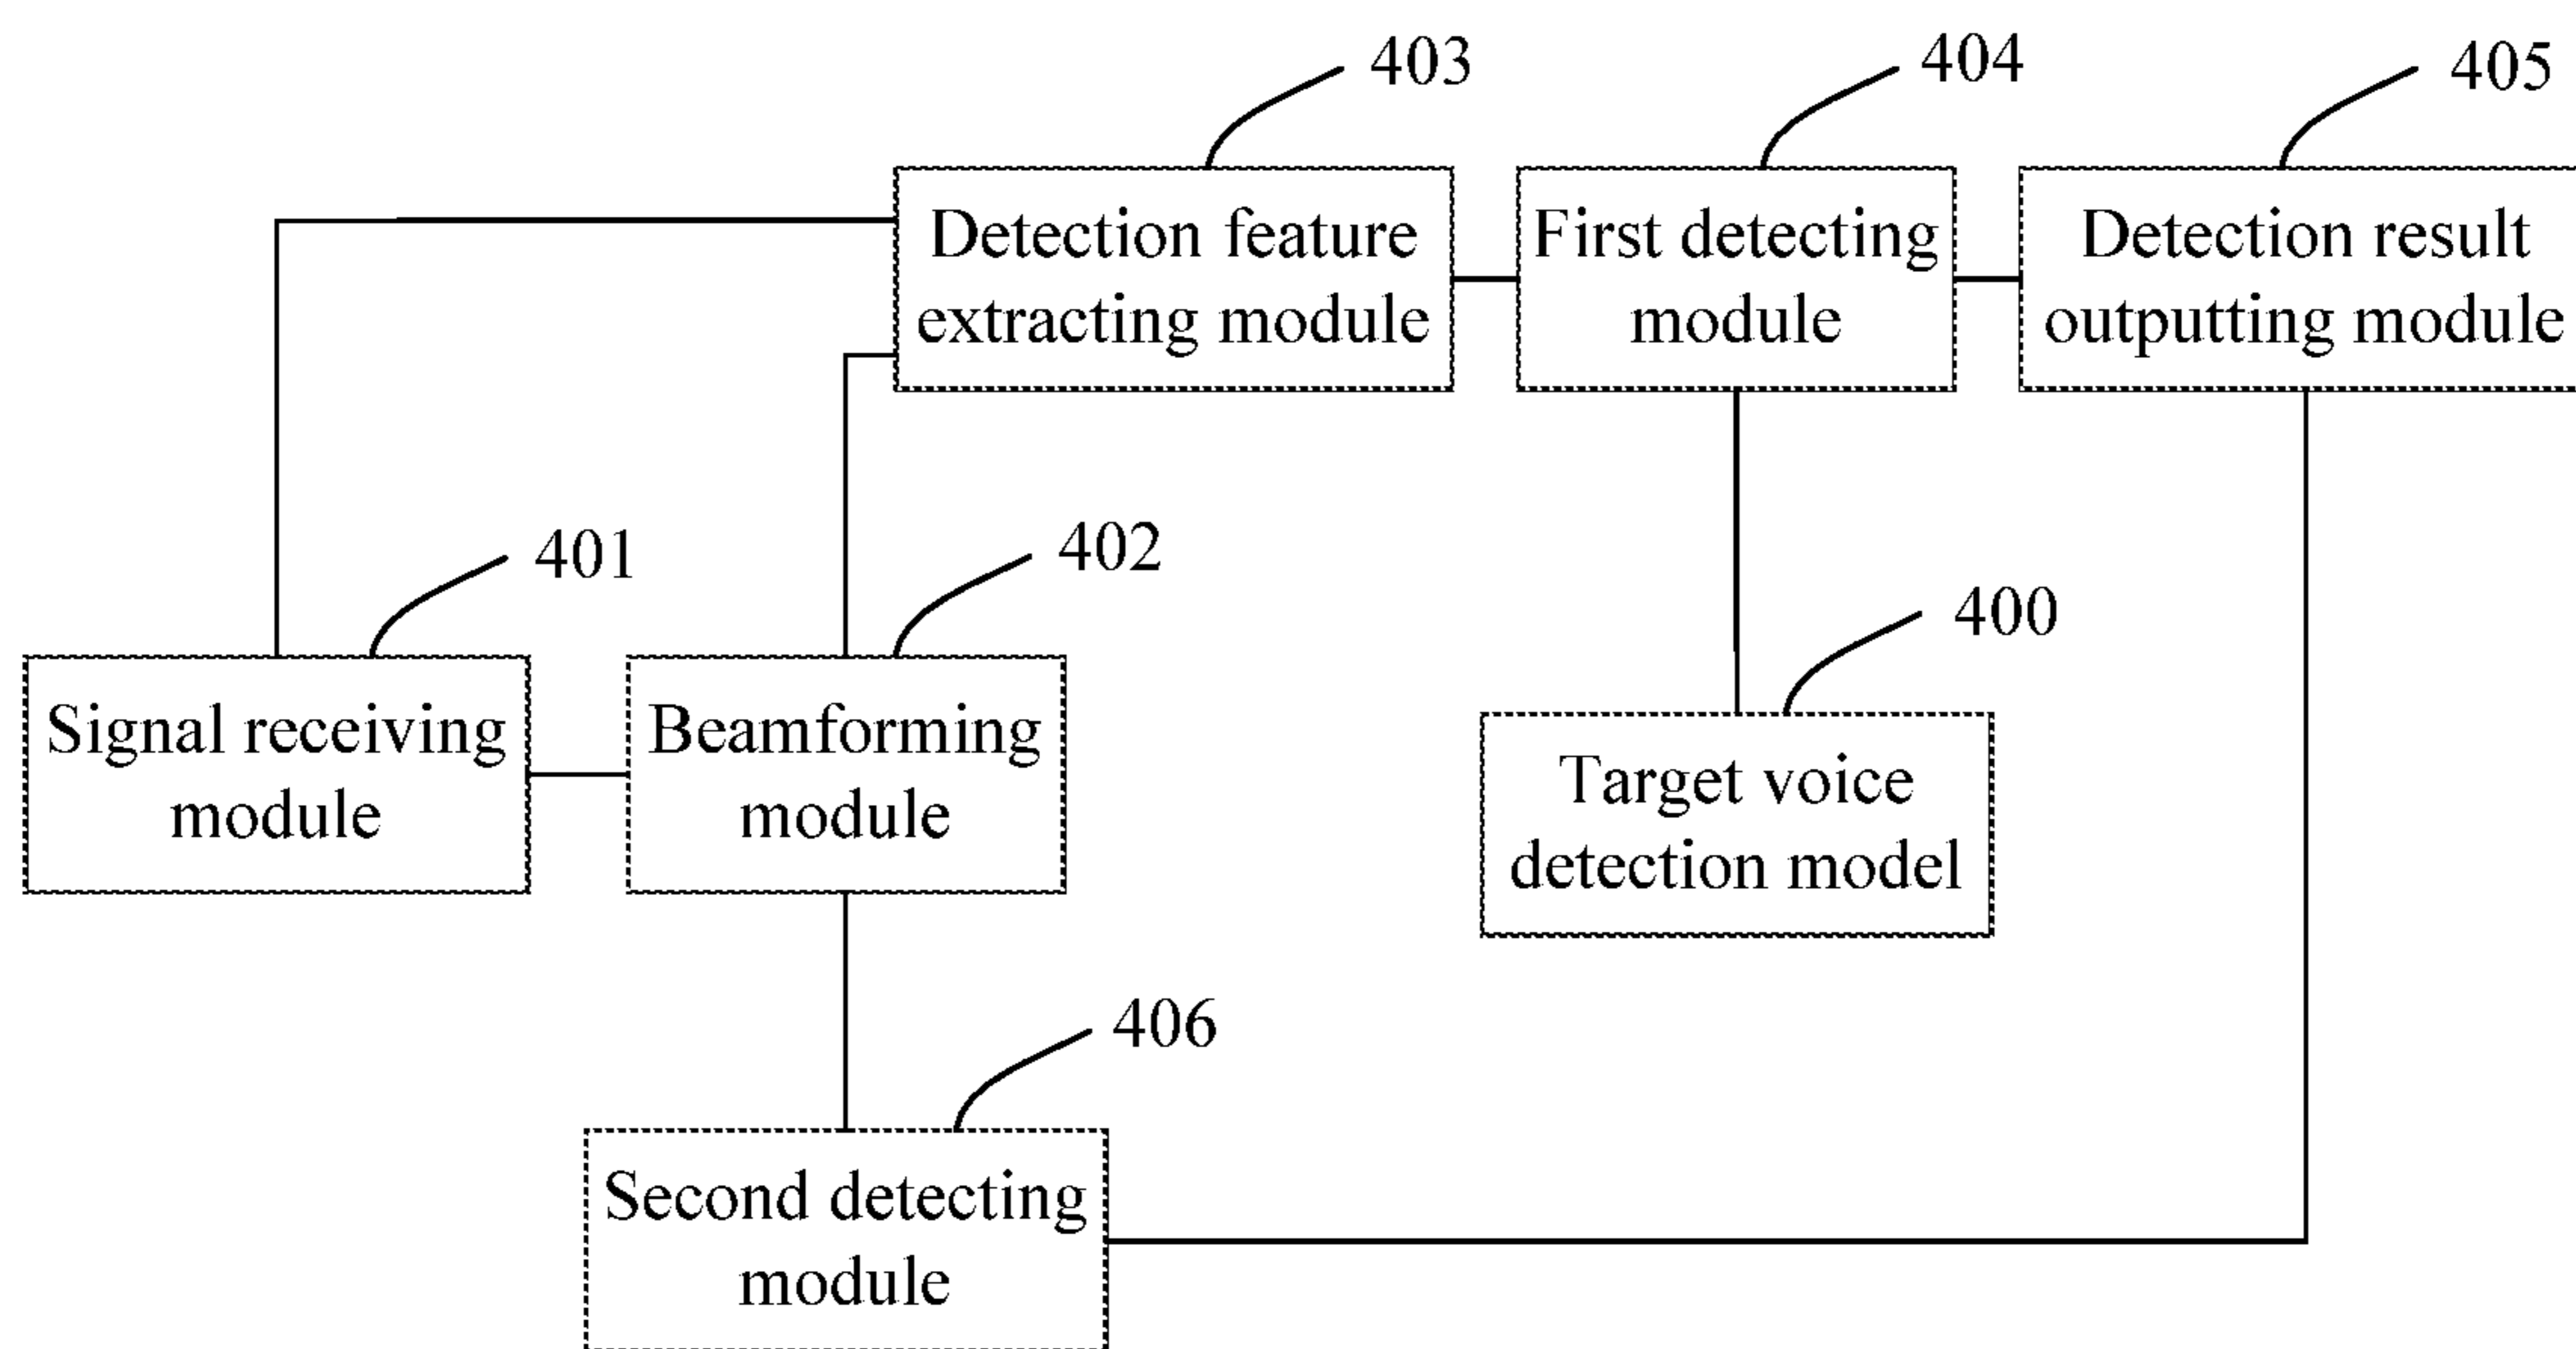 403
404
405
Detection feature
extracting module
First detecting
module
Detection result
outputting module
401
402
400
Signal receiving
module
Beamforming
module
Target voice
detection model
406
Second detecting
module